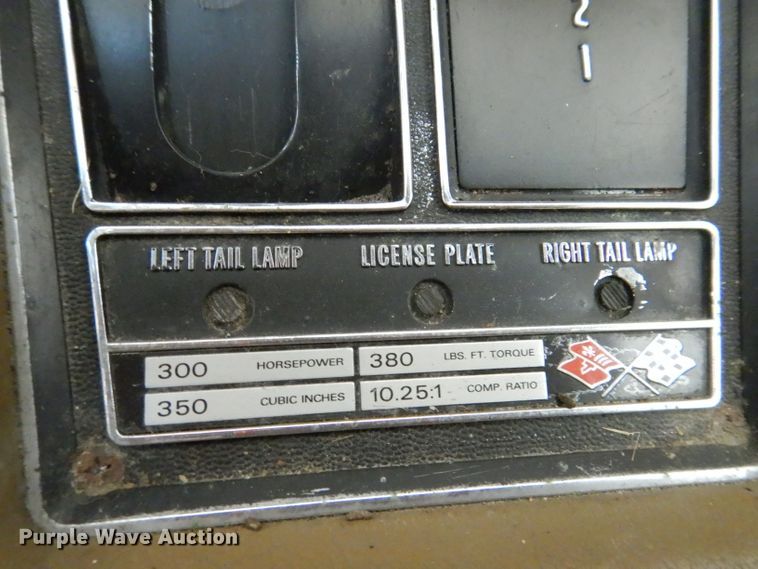 2
1
LEFT TAIL LAMP LICENSE PLATE RIGHT TAIL LAMP
300 HORSEPOWER 380 LBS. FT. TORQUE
350 CUBIC INCHES 10.25:1 COMP. RATIO
Purple Wave Auction